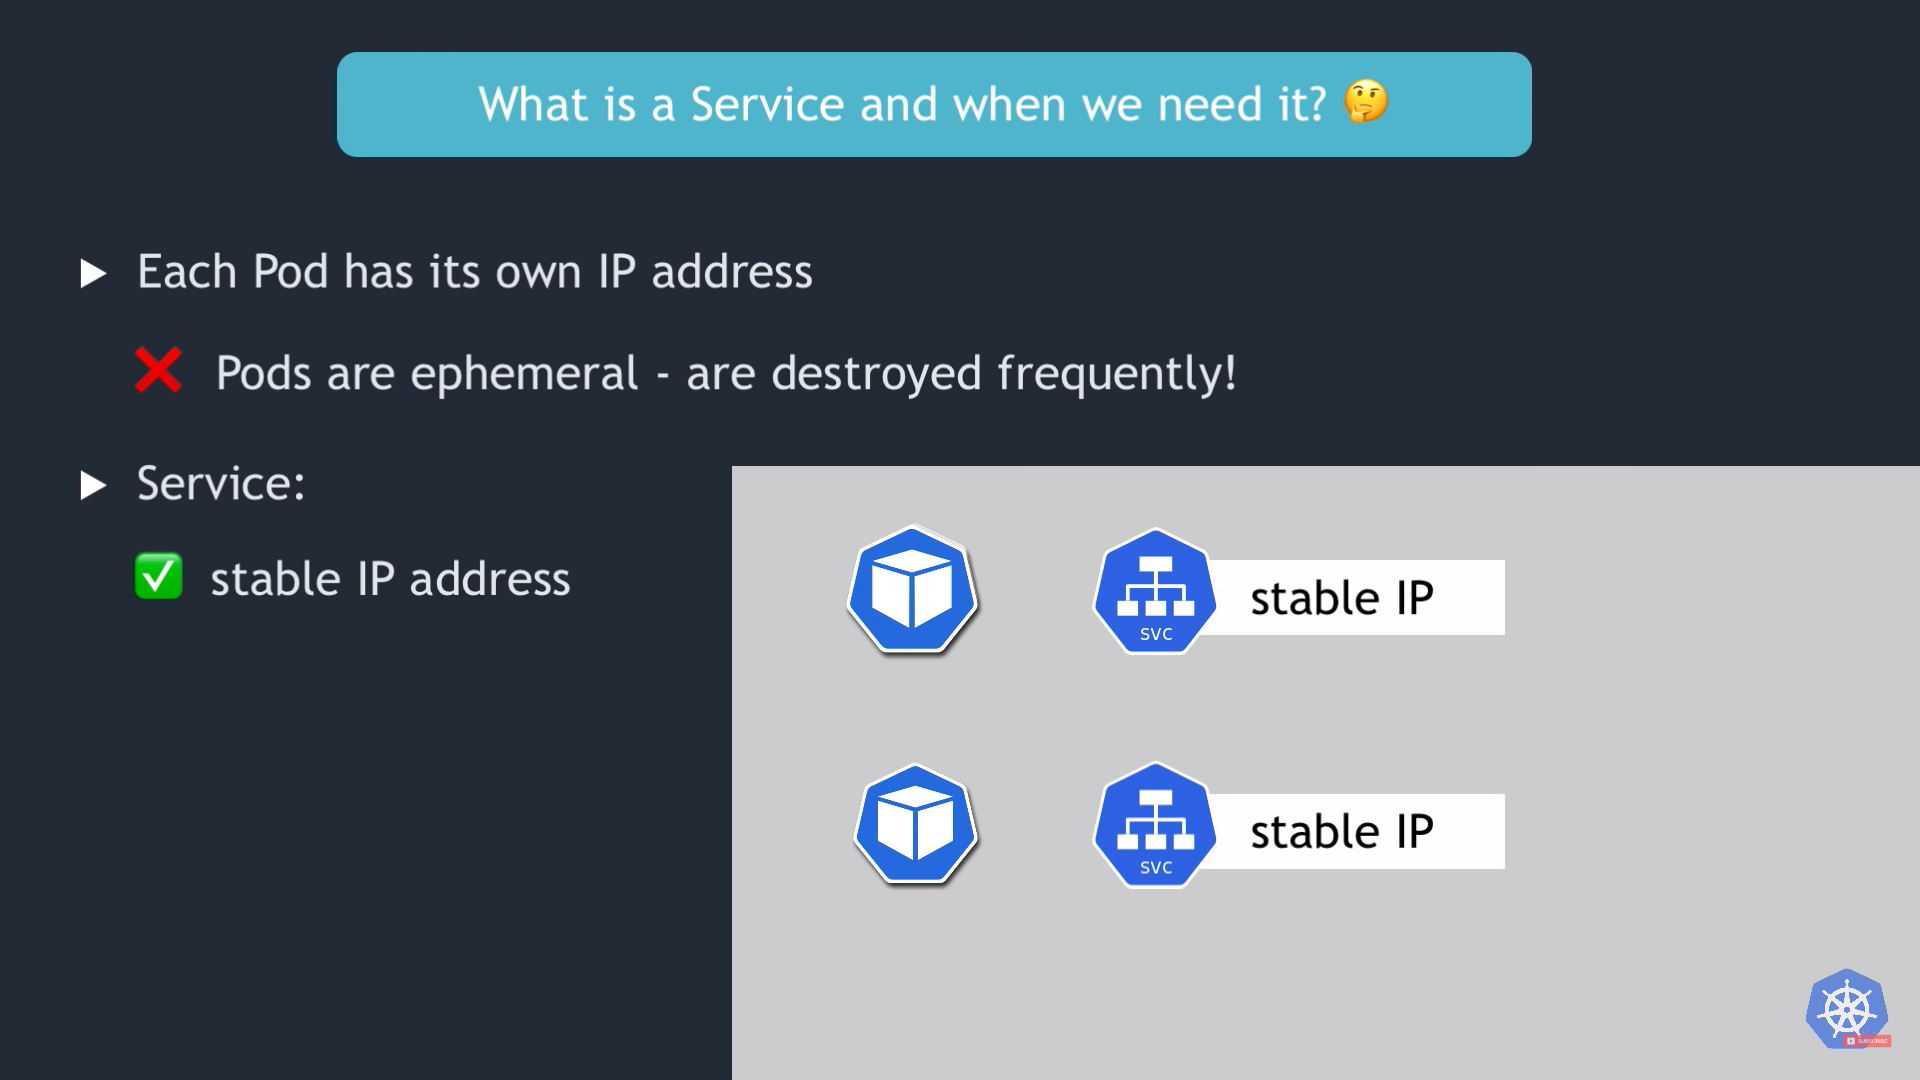 What is a Service and when we need it? 🤔
Each Pod has its own IP address
❌ Pods are ephemeral - are destroyed frequently!
Service:
✅ stable IP address
svc
stable IP
svc
stable IP
SUBSCRIBE